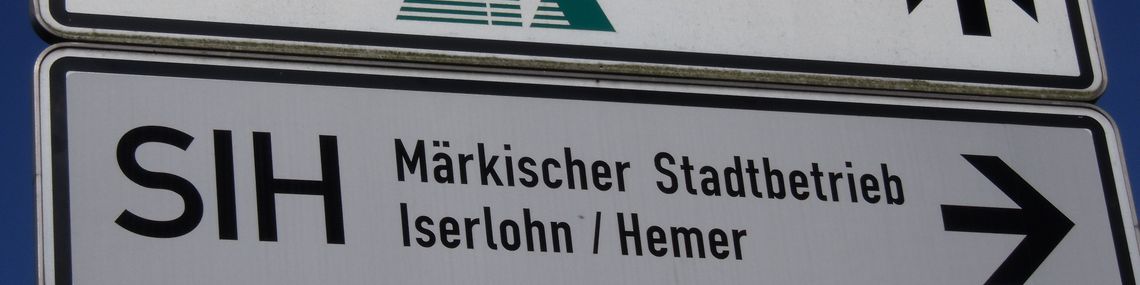 SIH
Märkischer Stadtbetrieb
Iserlohn / Hemer